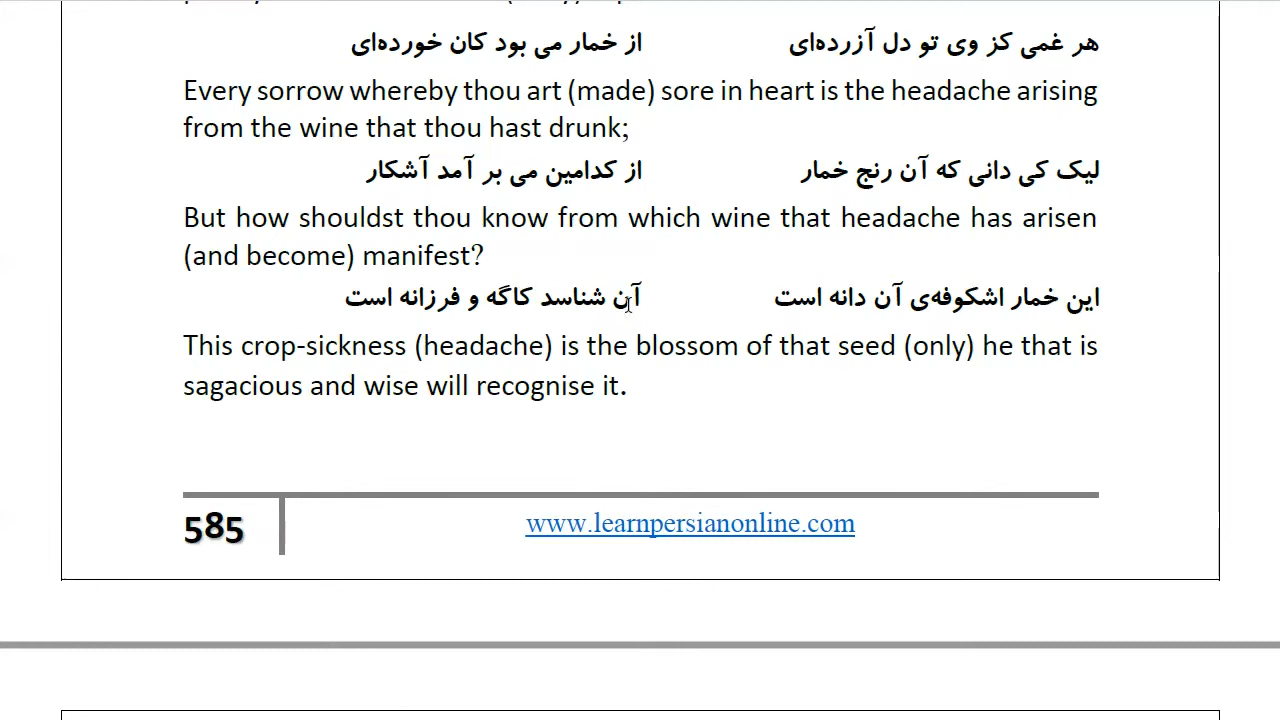 هر غمی کز وی تو دل آزرده‌ای از خمار می بود کان خورده‌ای
Every sorrow whereby thou art (made) sore in heart is the headache arising
from the wine that thou hast drunk;
لیک کی دانی که آن رنج خمار از کدامین می بر آمد آشکار
But how shouldst thou know from which wine that headache has arisen
(and become) manifest?
این خمار اشکوفه‌ی آن دانه است آن شناسد کاگه و فرزانه است
This crop-sickness (headache) is the blossom of that seed (only) he that is
sagacious and wise will recognise it.
585 www.learnpersianonline.com